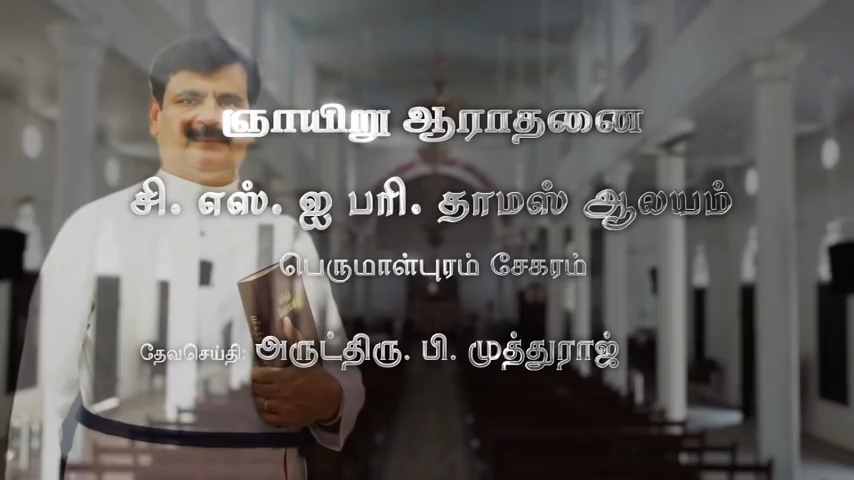 ஞாயிறு ஆராதனை
சி. எஸ். ஐ பரி. தாமஸ் ஆலயம்
பெருமாள்புரம் சேகரம்
தேவசெய்தி: அருட்திரு. பி. முத்துராஜ்